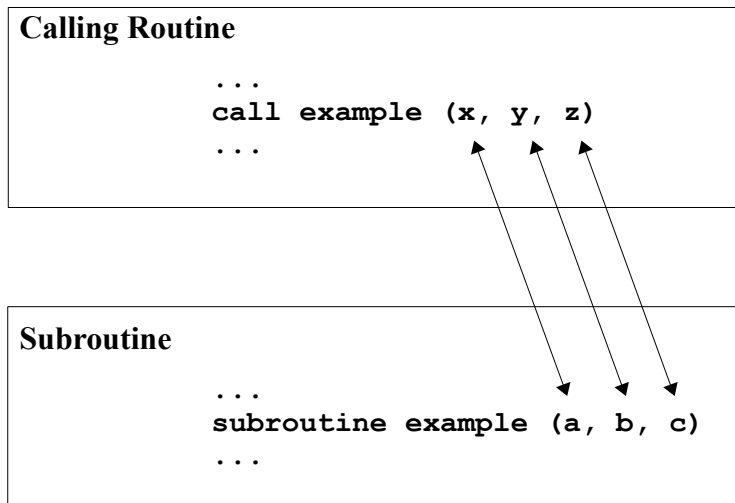 Calling Routine
...
call example (x, y, z)
...
Subroutine
...
subroutine example (a, b, c)
...